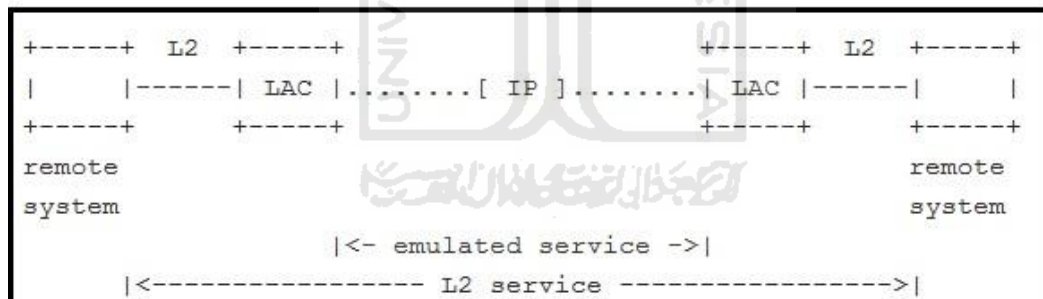 +-----+  L2  +-----+                        +-----+  L2  +-----+
|     |------| LAC |........[ IP ]........| LAC |------|     |
+-----+      +-----+                        +-----+      +-----+
remote                                                   remote
system                                                   system
|<- emulated service ->|
|<----------------- L2 service ----------------->|